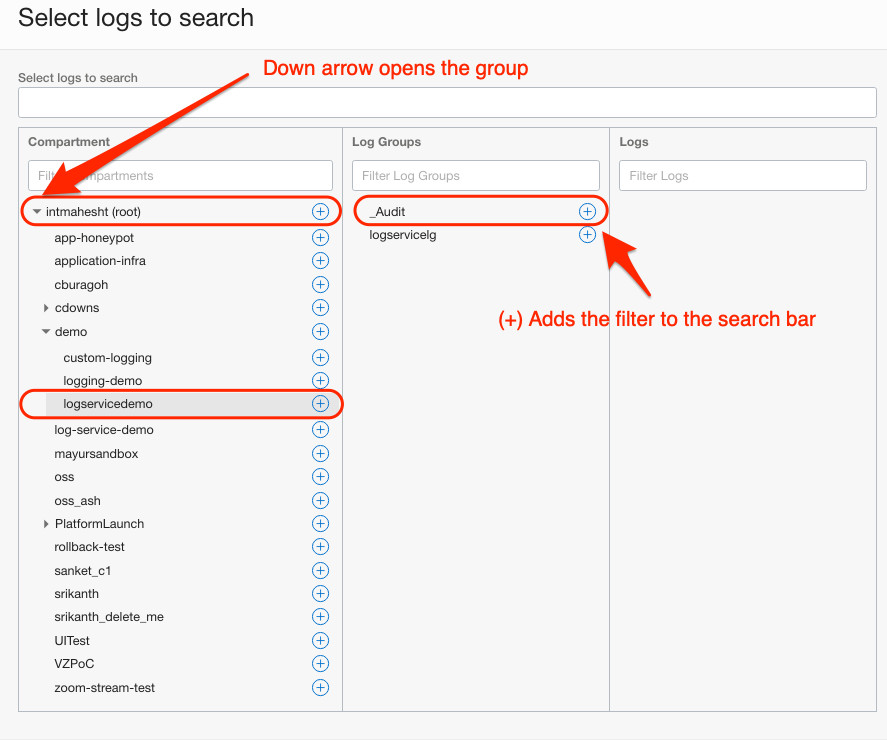 Select logs to search
Down arrow opens the group
Select logs to search
Compartment
Log Groups
Logs
Filter Log Groups
Filter Logs
intmahesht (root)
_Audit
app-honeypot
logservicelg
application-infra
cburagoh
cdowns
(+) Adds the filter to the search bar
demo
custom-logging
logging-demo
logservicedemo
log-service-demo
mayursandbox
oss
oss_ash
PlatformLaunch
rollback-test
sanket_c1
srikanth
srikanth_delete_me
UITest
VZPoC
zoom-stream-test